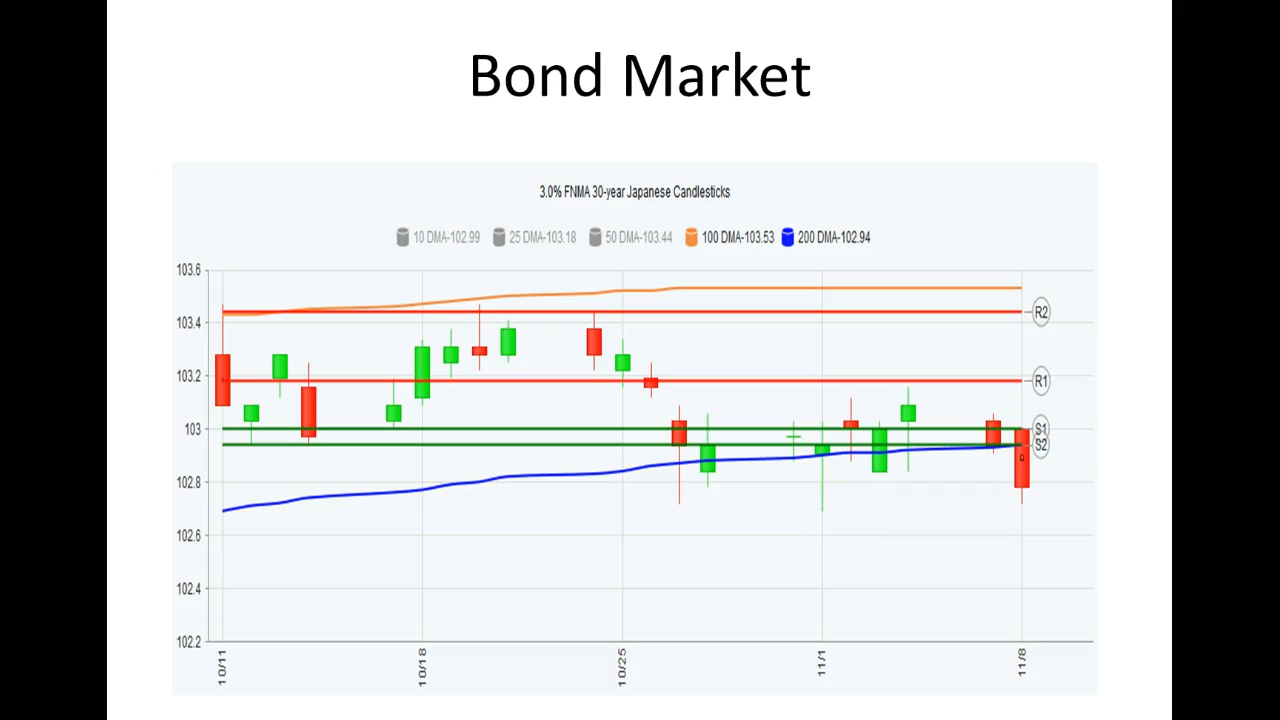 Bond Market
3.0% FNMA 30-year Japanese Candlesticks
10 DMA-102.99 25 DMA-103.18 50 DMA-103.44 100 DMA-103.53 200 DMA-102.94
103.6
R2
103.4
R1
103.2
S1
103
S2
102.8
102.6
102.4
102.2
10/11 10/18 10/25 11/1 11/8